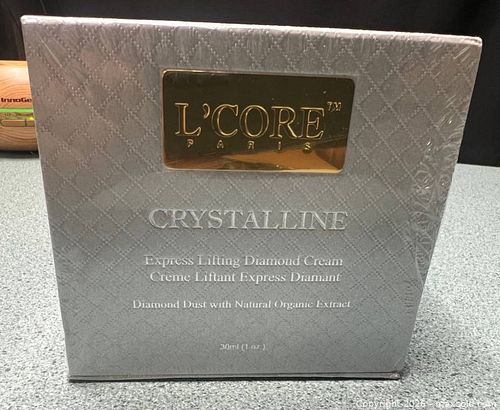 InnoGe
L'CORE™
PARIS
CRYSTALLINE
Express Lifting Diamond Cream
Creme Liftant Express Diamant
Diamond Dust with Natural Organic Extract
30ml (1 oz.)